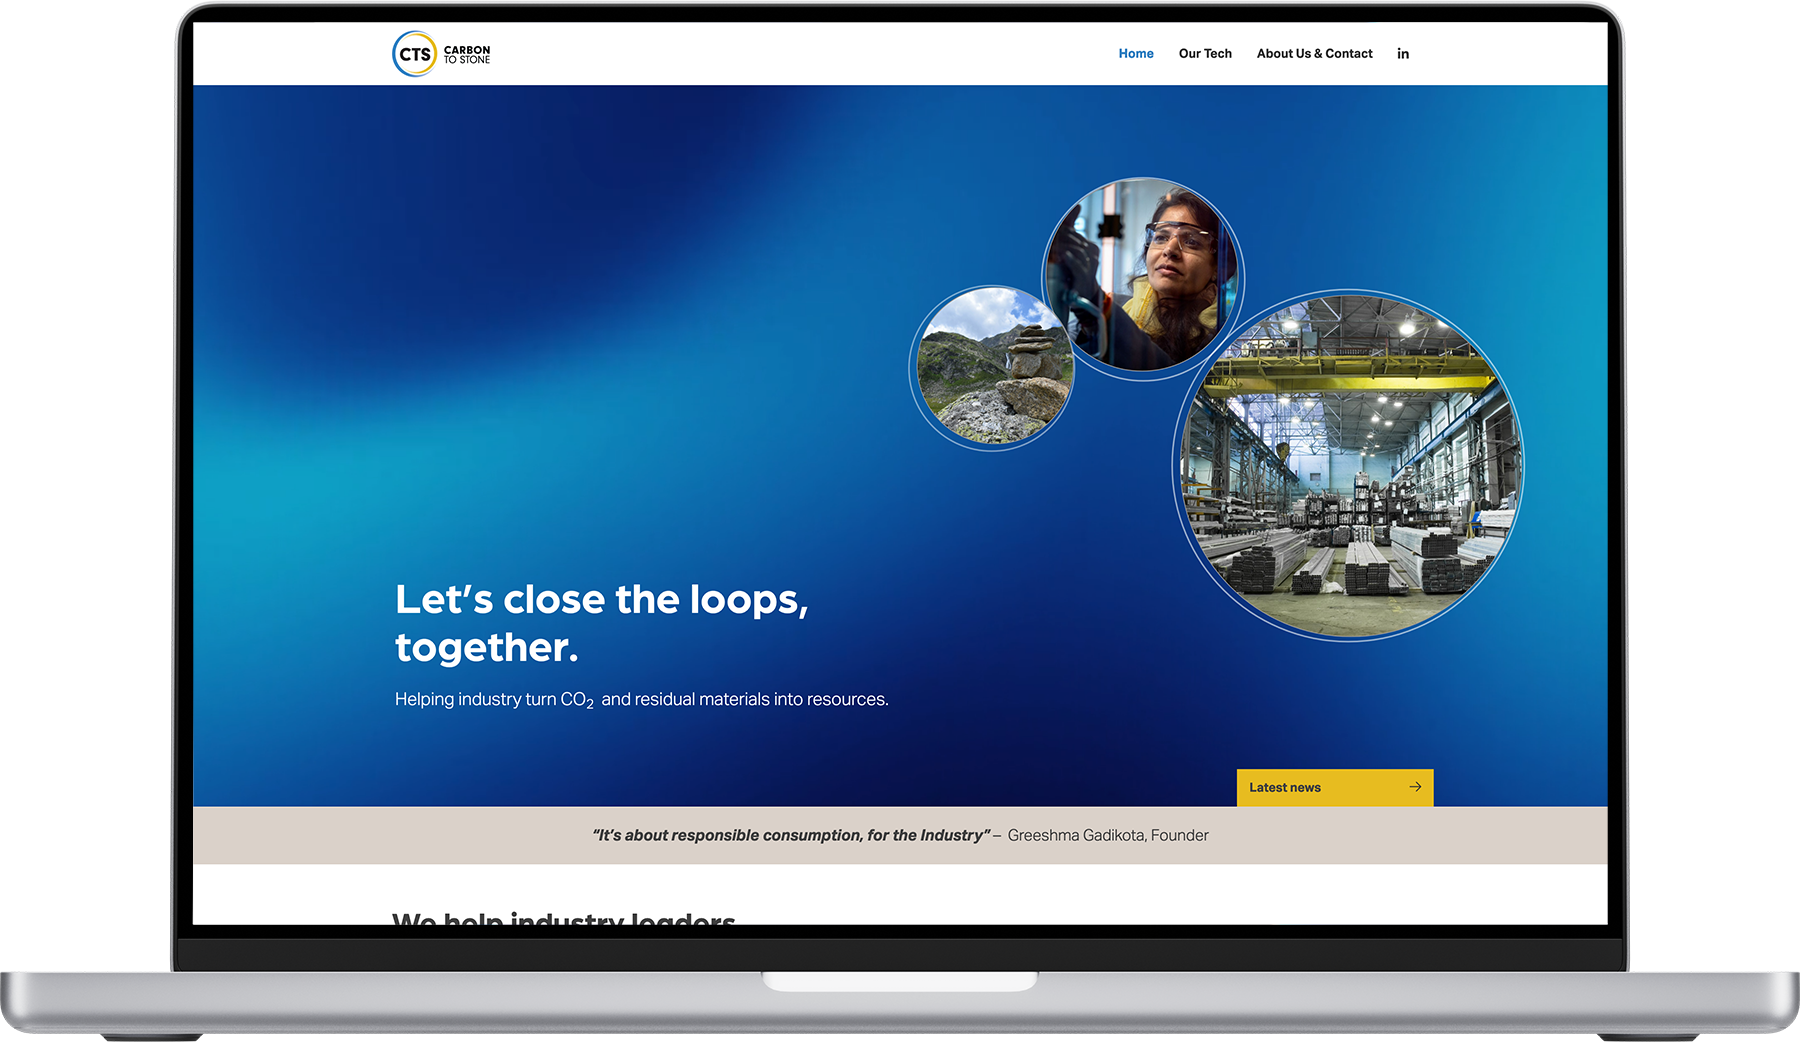 CTS CARBON
TO STONE
Home Our Tech About Us & Contact in
Let’s close the loops,
together.
Helping industry turn CO₂ and residual materials into resources.
Latest news →
“It’s about responsible consumption, for the Industry” – Greeshma Gadikota, Founder
We help industry leaders